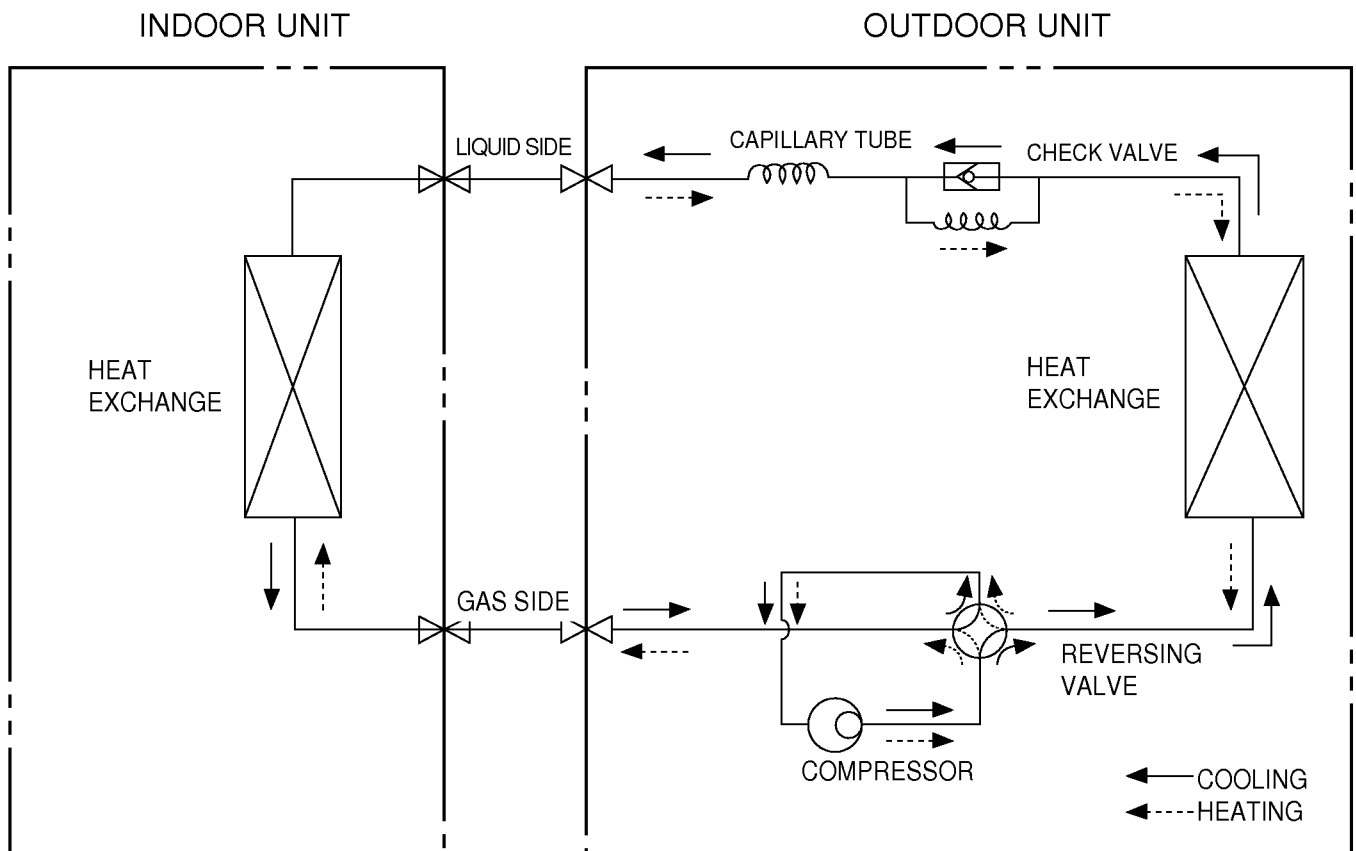 INDOOR UNIT
OUTDOOR UNIT
LIQUID SIDE
CAPILLARY TUBE
CHECK VALVE
HEAT
EXCHANGE
HEAT
EXCHANGE
GAS SIDE
REVERSING
VALVE
COMPRESSOR
COOLING
HEATING